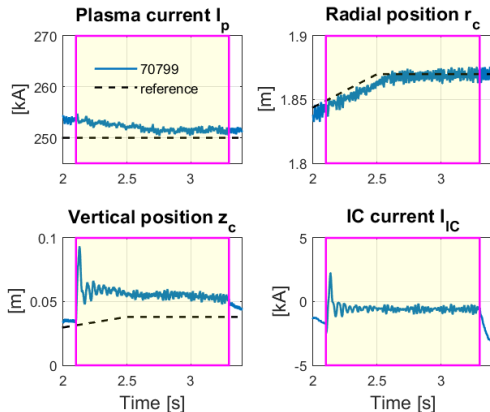 Plasma current I_p
270
260
250
[kA]
70799
reference
2
2.5
3
Radial position r_c
1.9
1.85
1.8
[m]
2
2.5
3
Vertical position z_c
0.1
0.05
0
[m]
2
2.5
3
Time [s]
IC current I_IC
5
0
-5
[kA]
2
2.5
3
Time [s]